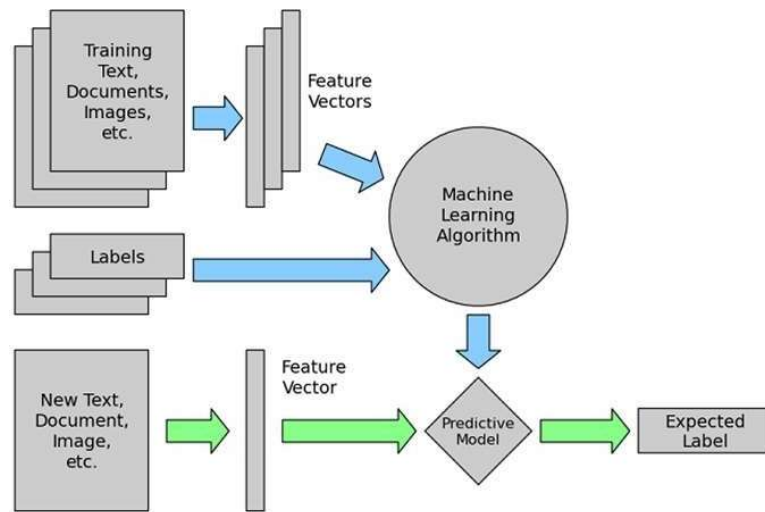 Training
Text,
Documents,
Images,
etc.
Feature
Vectors
Machine
Learning
Algorithm
Labels
New Text,
Document,
Image,
etc.
Feature
Vector
Predictive
Model
Expected
Label